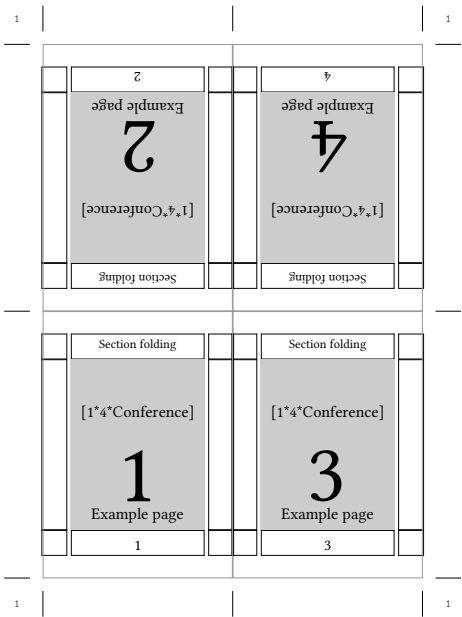 1
1
2
4
Example page
Example page
2
4
[1*4*Conference]
[1*4*Conference]
Section folding
Section folding
Section folding
Section folding
[1*4*Conference]
[1*4*Conference]
1
3
Example page
Example page
1
3
1
1